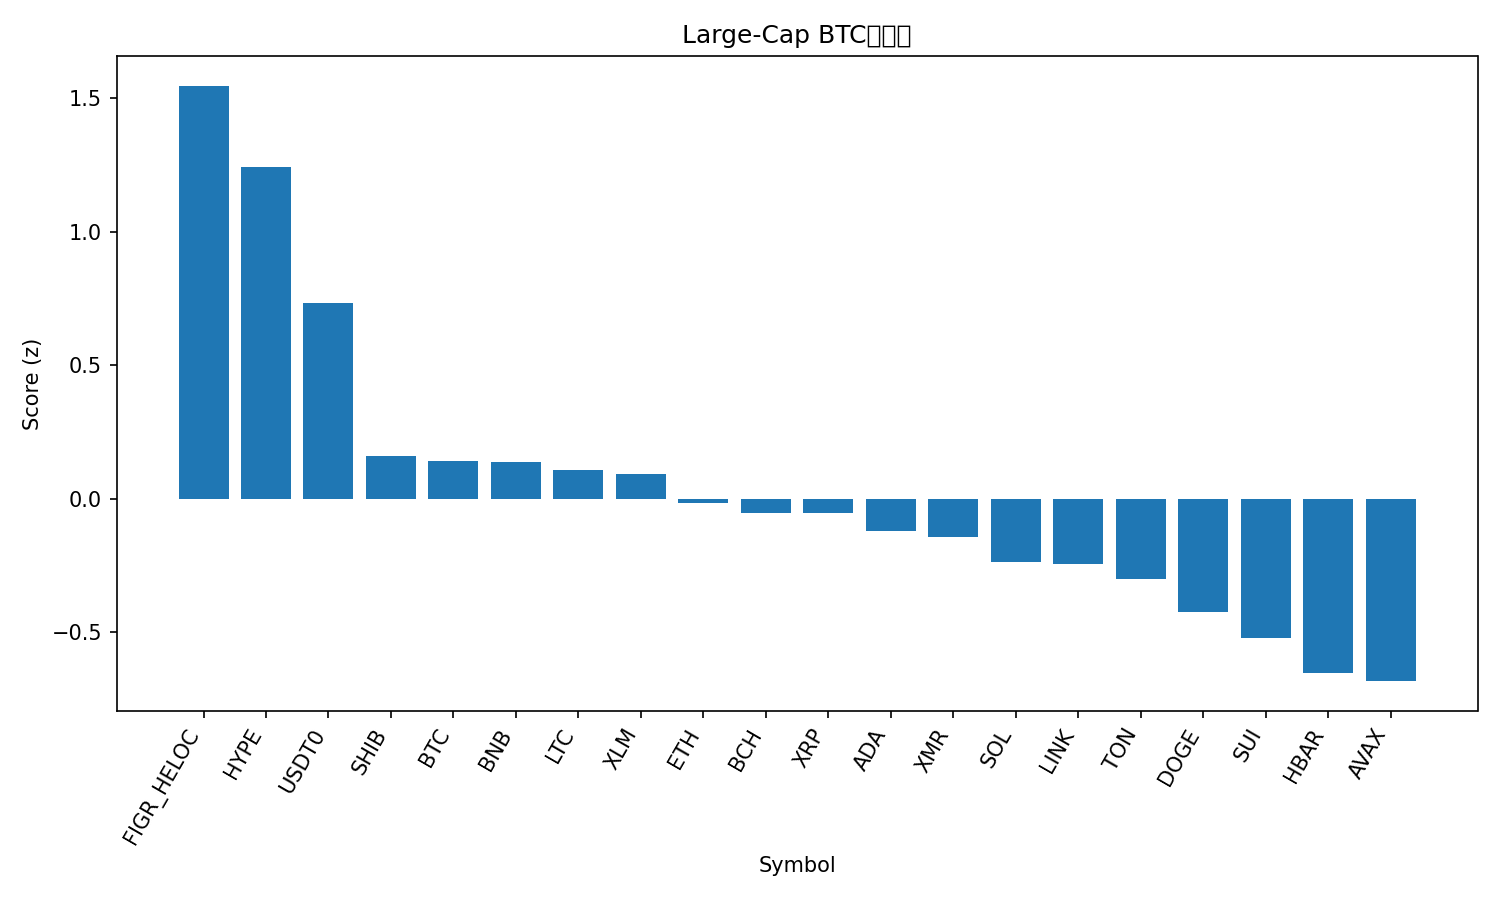 Large-Cap BTC
Score (z)
1.5
1.0
0.5
0.0
−0.5
FIGR_HELOC
HYPE
USDT0
SHIB
BTC
BNB
LTC
XLM
ETH
BCH
XRP
ADA
XMR
SOL
LINK
TON
DOGE
SUI
HBAR
AVAX
Symbol